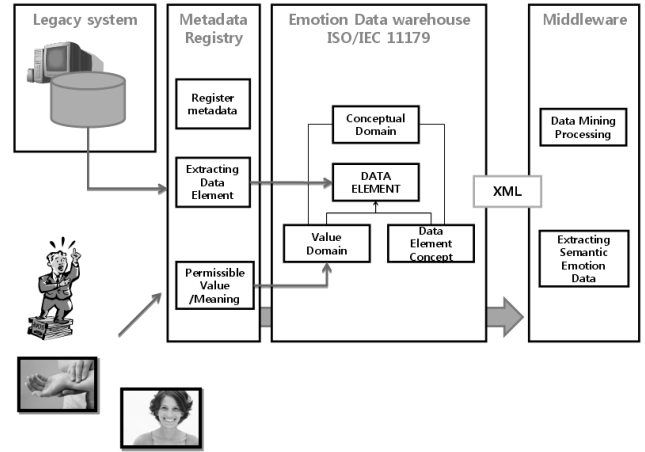 Legacy system
Metadata
Registry
Register
metadata
Extracting
Data
Element
Permissible
Value
/Meaning
Emotion Data warehouse
ISO/IEC 11179
Conceptual
Domain
DATA
ELEMENT
Value
Domain
Data
Element
Concept
XML
Middleware
Data Mining
Processing
Extracting
Semantic
Emotion
Data